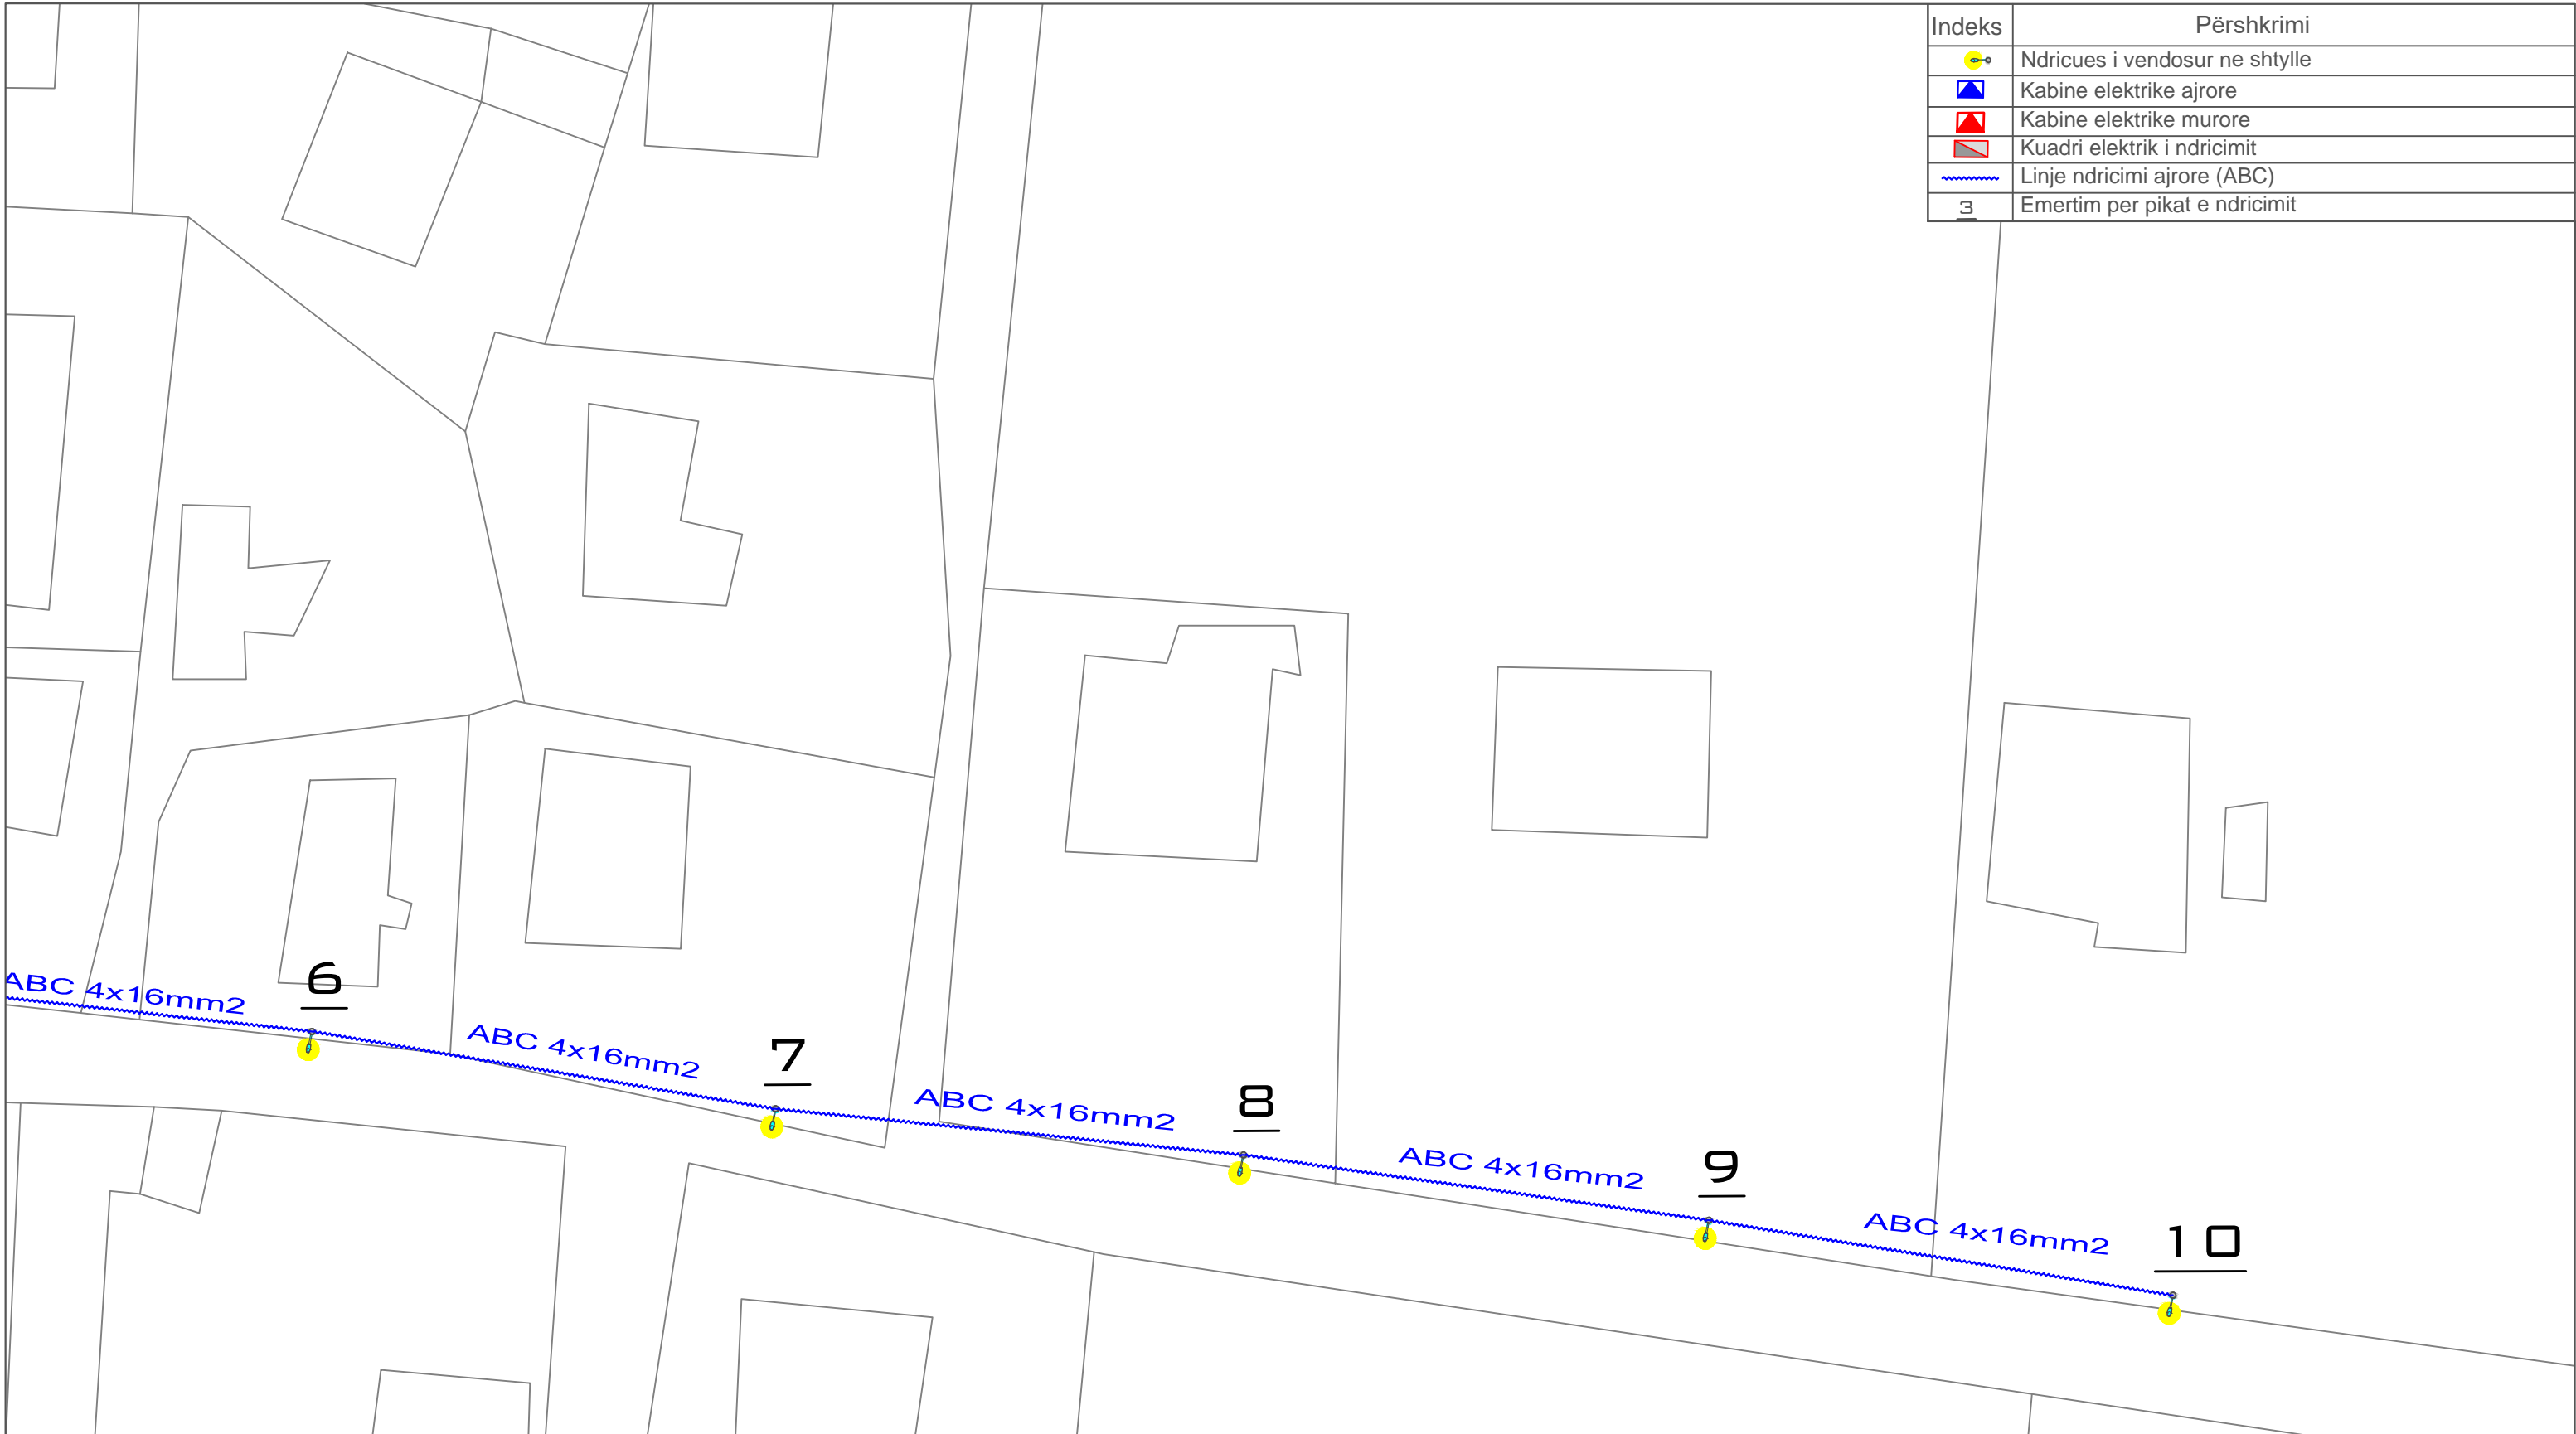 Indeks Përshkrimi
Ndricues i vendosur ne shtylle
Kabine elektrike ajrore
Kabine elektrike murore
Kuadri elektrik i ndricimit
Linje ndricimi ajrore (ABC)
3 Emertim per pikat e ndricimit
ABC 4x16mm2
6
ABC 4x16mm2
7
ABC 4x16mm2
8
ABC 4x16mm2
9
ABC 4x16mm2
10